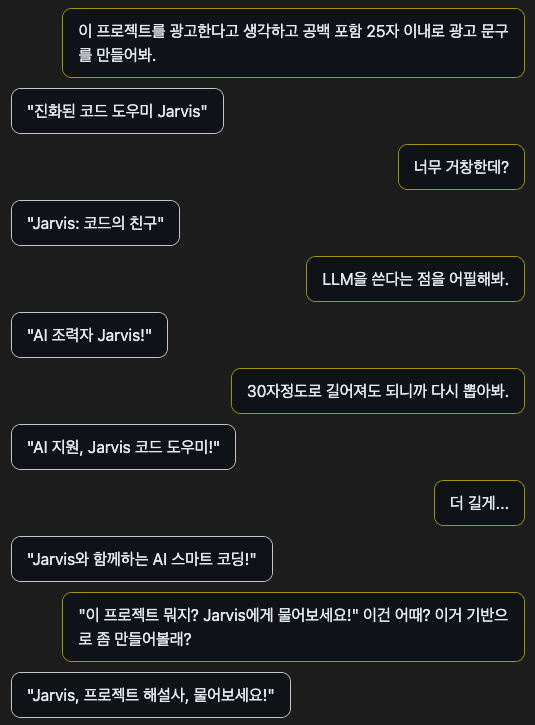 이 프로젝트를 광고한다고 생각하고 공백 포함 25자 이내로 광고 문구
를 만들어봐.
"진화된 코드 도우미 Jarvis"
너무 거창한데?
"Jarvis: 코드의 친구"
LLM을 쓴다는 점을 어필해봐.
"AI 조력자 Jarvis!"
30자정도로 길어져도 되니까 다시 뽑아봐.
"AI 지원, Jarvis 코드 도우미!"
더 길게...
"Jarvis와 함께하는 AI 스마트 코딩!"
"이 프로젝트 뭐지? Jarvis에게 물어보세요!" 이건 어때? 이거 기반으
로 좀 만들어볼래?
"Jarvis, 프로젝트 해설사, 물어보세요!"